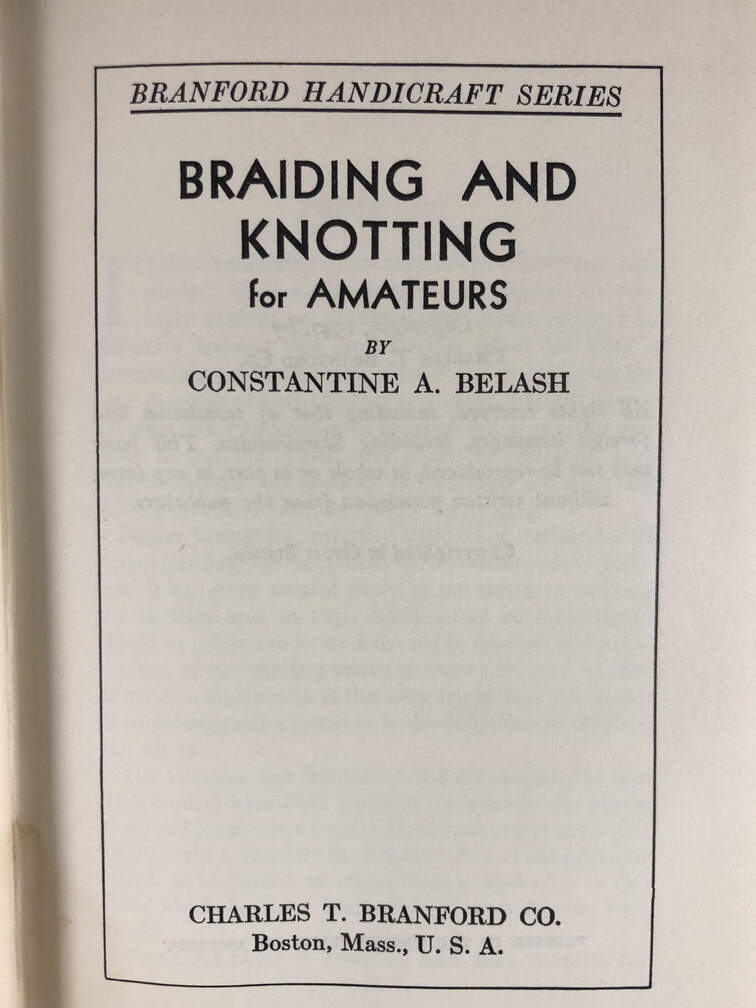 BRANFORD HANDICRAFT SERIES
BRAIDING AND
KNOTTING
for AMATEURS
BY
CONSTANTINE A. BELASH
CHARLES T. BRANFORD CO.
Boston, Mass., U. S. A.